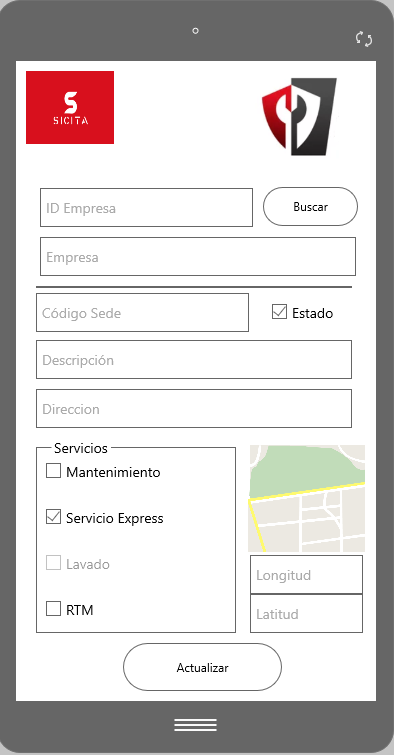 S
SICITA
ID Empresa
Buscar
Empresa
Código Sede
Estado
Descripción
Direccion
Servicios
Mantenimiento
Servicio Express
Lavado
RTM
Longitud
Latitud
Actualizar